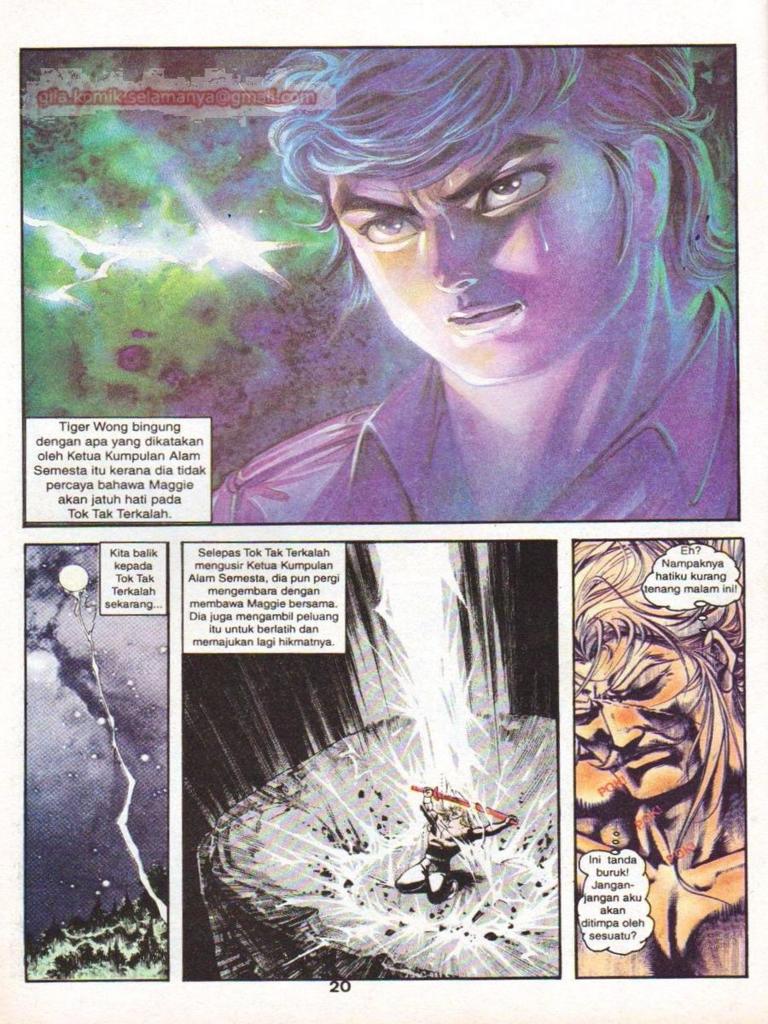 gila.komik.selamanya@gmail.com
Tiger Wong bingung
dengan apa yang dikatakan
oleh Ketua Kumpulan Alam
Semesta itu kerana dia tidak
percaya bahawa Maggie
akan jatuh hati pada
Tok Tak Terkalah.
Kita balik
kepada
Tok Tak
Terkalah
sekarang...
Selepas Tok Tak Terkalah
mengusir Ketua Kumpulan
Alam Semesta, dia pun pergi
mengembara dengan
membawa Maggie bersama.
Dia juga mengambil peluang
itu untuk berlatih dan
memajukan lagi hikmatnya.
Eh?
Nampaknya
hatiku kurang
tenang malam ini!
POK!
POK!
POK!
Ini tanda
buruk!
Jangan-
jangan aku
akan
ditimpa oleh
sesuatu?
20